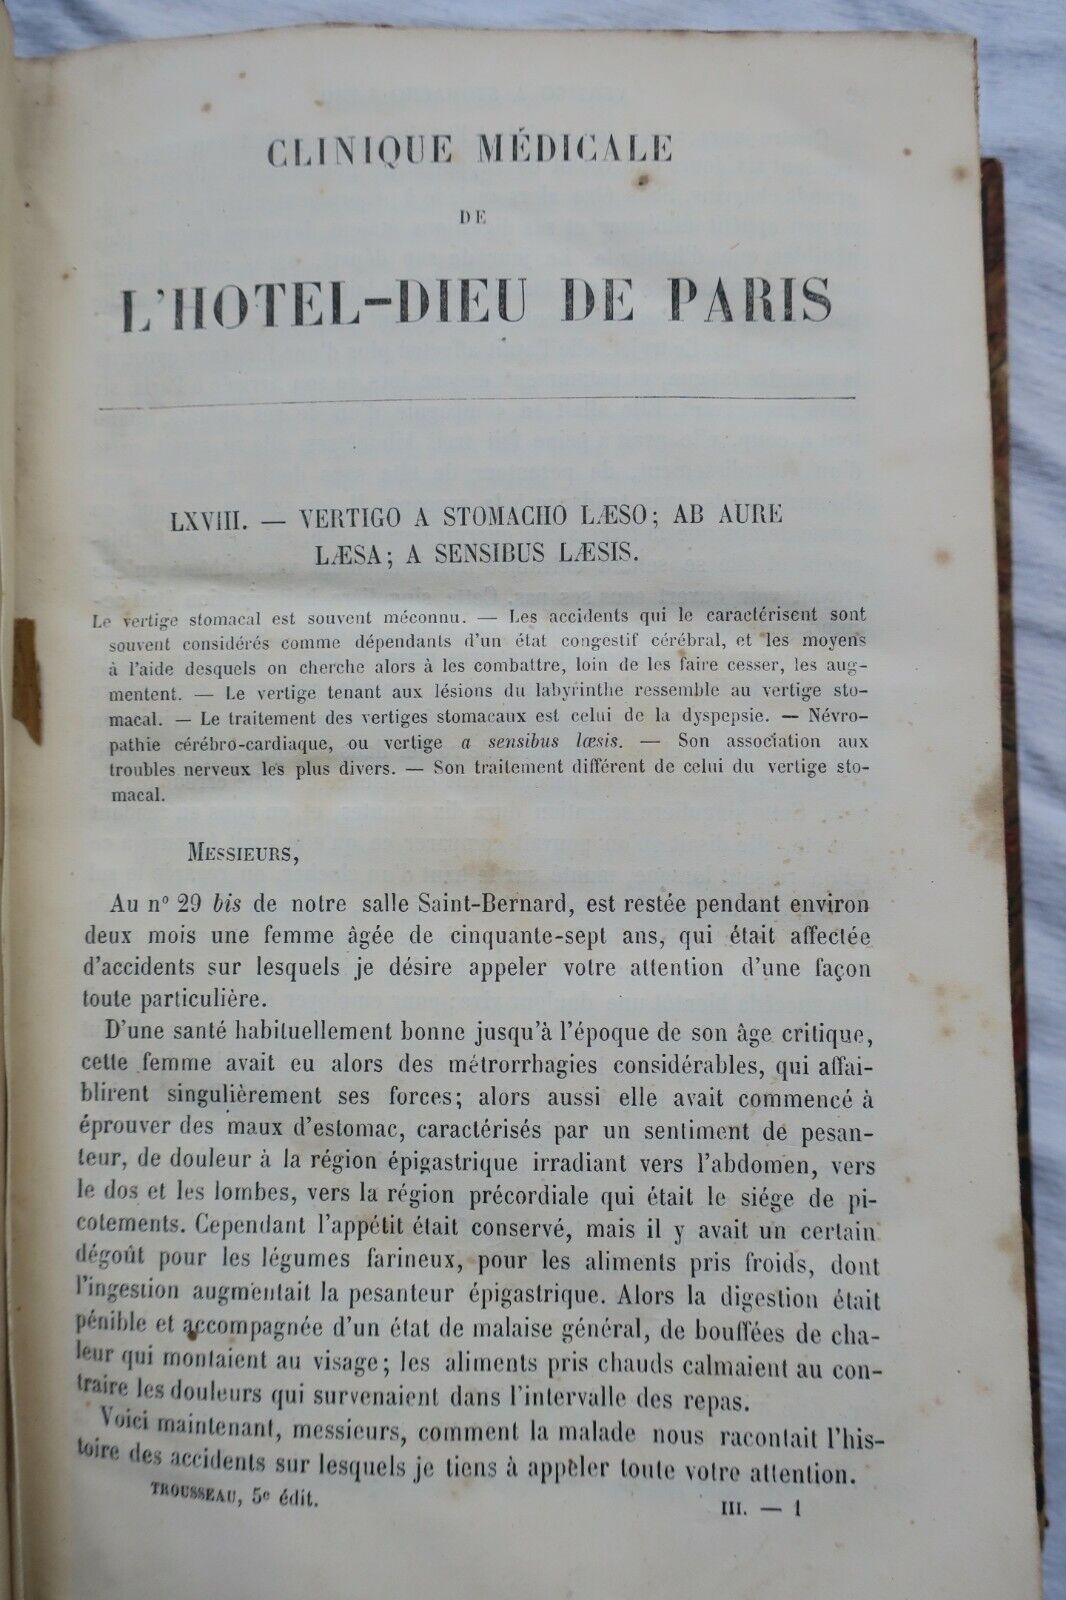 CLINIQUE MÉDICALE
DE
L'HOTEL-DIEU DE PARIS
LXVIII. — VERTIGO A STOMACHO LÆSO; AB AURE
LÆSA; A SENSIBUS LÆSIS.
Le vertige stomacal est souvent méconnu. — Les accidents qui le caractérisent sont
souvent considérés comme dépendants d'un état congestif cérébral, et les moyens
à l'aide desquels on cherche alors à les combattre, loin de les faire cesser, les aug-
mentent. — Le vertige tenant aux lésions du labyrinthe ressemble au vertige sto-
macal. — Le traitement des vertiges stomacaux est celui de la dyspepsie. — Névro-
pathie cérébro-cardiaque, ou vertige a sensibus læsis. — Son association aux
troubles nerveux les plus divers. — Son traitement différent de celui du vertige sto-
macal.
MESSIEURS,
Au n° 29 bis de notre salle Saint-Bernard, est restée pendant environ
deux mois une femme âgée de cinquante-sept ans, qui était affectée
d'accidents sur lesquels je désire appeler votre attention d'une façon
toute particulière.
D'une santé habituellement bonne jusqu'à l'époque de son âge critique,
cette femme avait eu alors des métrorrhagies considérables, qui affai-
blirent singulièrement ses forces; alors aussi elle avait commencé à
éprouver des maux d'estomac, caractérisés par un sentiment de pesan-
teur, de douleur à la région épigastrique irradiant vers l'abdomen, vers
le dos et les lombes, vers la région précordiale qui était le siége de pi-
cotements. Cependant l'appétit était conservé, mais il y avait un certain
dégoût pour les légumes farineux, pour les aliments pris froids, dont
l'ingestion augmentait la pesanteur épigastrique. Alors la digestion était
pénible et accompagnée d'un état de malaise général, de bouffées de cha-
leur qui montaient au visage; les aliments pris chauds calmaient au con-
traire les douleurs qui survenaient dans l'intervalle des repas.
Voici maintenant, messieurs, comment la malade nous racontait l'his-
toire des accidents sur lesquels je tiens à appeler toute votre attention.
TROUSSEAU, 5e édit.
III. — 1